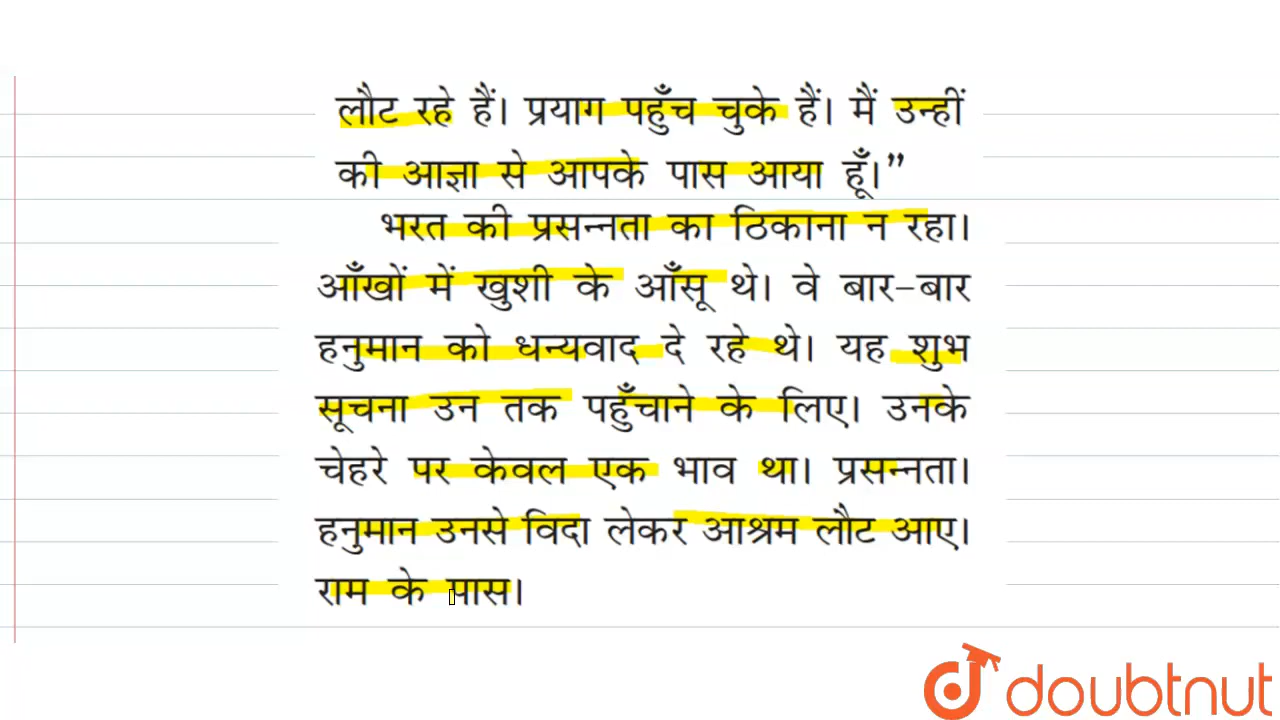 लौट रहे हैं। प्रयाग पहुँच चुके हैं। मैं उन्हीं
की आज्ञा से आपके पास आया हूँ।”
भरत की प्रसन्नता का ठिकाना न रहा।
आँखों में खुशी के आँसू थे। वे बार-बार
हनुमान को धन्यवाद दे रहे थे। यह शुभ
सूचना उन तक पहुँचाने के लिए। उनके
चेहरे पर केवल एक भाव था। प्रसन्नता।
हनुमान उनसे विदा लेकर आश्रम लौट आए।
राम के पास।
doubtnut